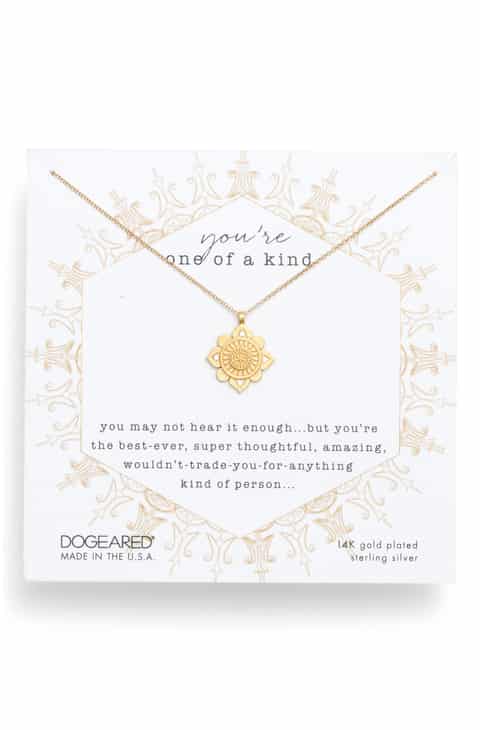 you're
one of a kind
you may not hear it enough...but you're
the best-ever, super thoughtful, amazing,
wouldn't-trade-you-for-anything
kind of person...
DOGEARED®
MADE IN THE U.S.A.
14K gold plated
sterling silver